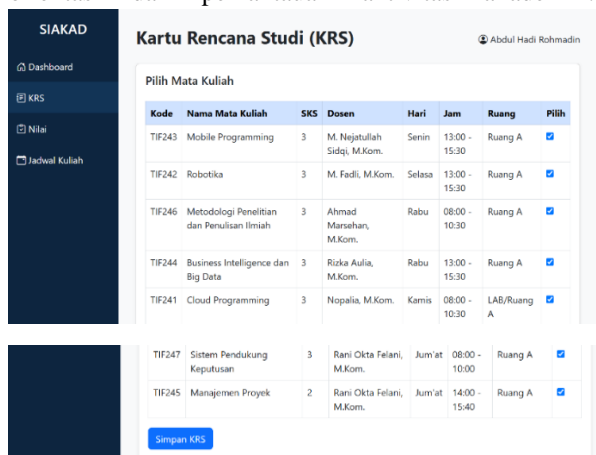 SIAKAD
Kartu Rencana Studi (KRS)
Abdul Hadi Rohmadin
Dashboard
KRS
Nilai
Jadwal Kuliah
Pilih Mata Kuliah
Kode Nama Mata Kuliah SKS Dosen Hari Jam Ruang Pilih
TIF243 Mobile Programming 3 M. Nejatullah Senin 13:00 - Ruang A
Sidqi, M.Kom. 15:30
TIF242 Robotika 3 M. Fadli, M.Kom. Selasa 13:00 - Ruang A
15:30
TIF246 Metodologi Penelitian 3 Ahmad Rabu 08:00 - Ruang A
dan Penulisan Ilmiah Marsehan, 10:30
M.Kom.
TIF244 Business Intelligence dan 3 Rizka Aulia, Rabu 13:00 - Ruang A
Big Data M.Kom. 15:30
TIF241 Cloud Programming 3 Nopalia, M.Kom. Kamis 08:00 - LAB/Ruang
10:30 A
TIF247 Sistem Pendukung 3 Rani Okta Felani, Jum'at 08:00 - Ruang A
Keputusan M.Kom. 10:00
TIF245 Manajemen Proyek 2 Rani Okta Felani, Jum'at 14:00 - Ruang A
M.Kom. 15:40
Simpan KRS